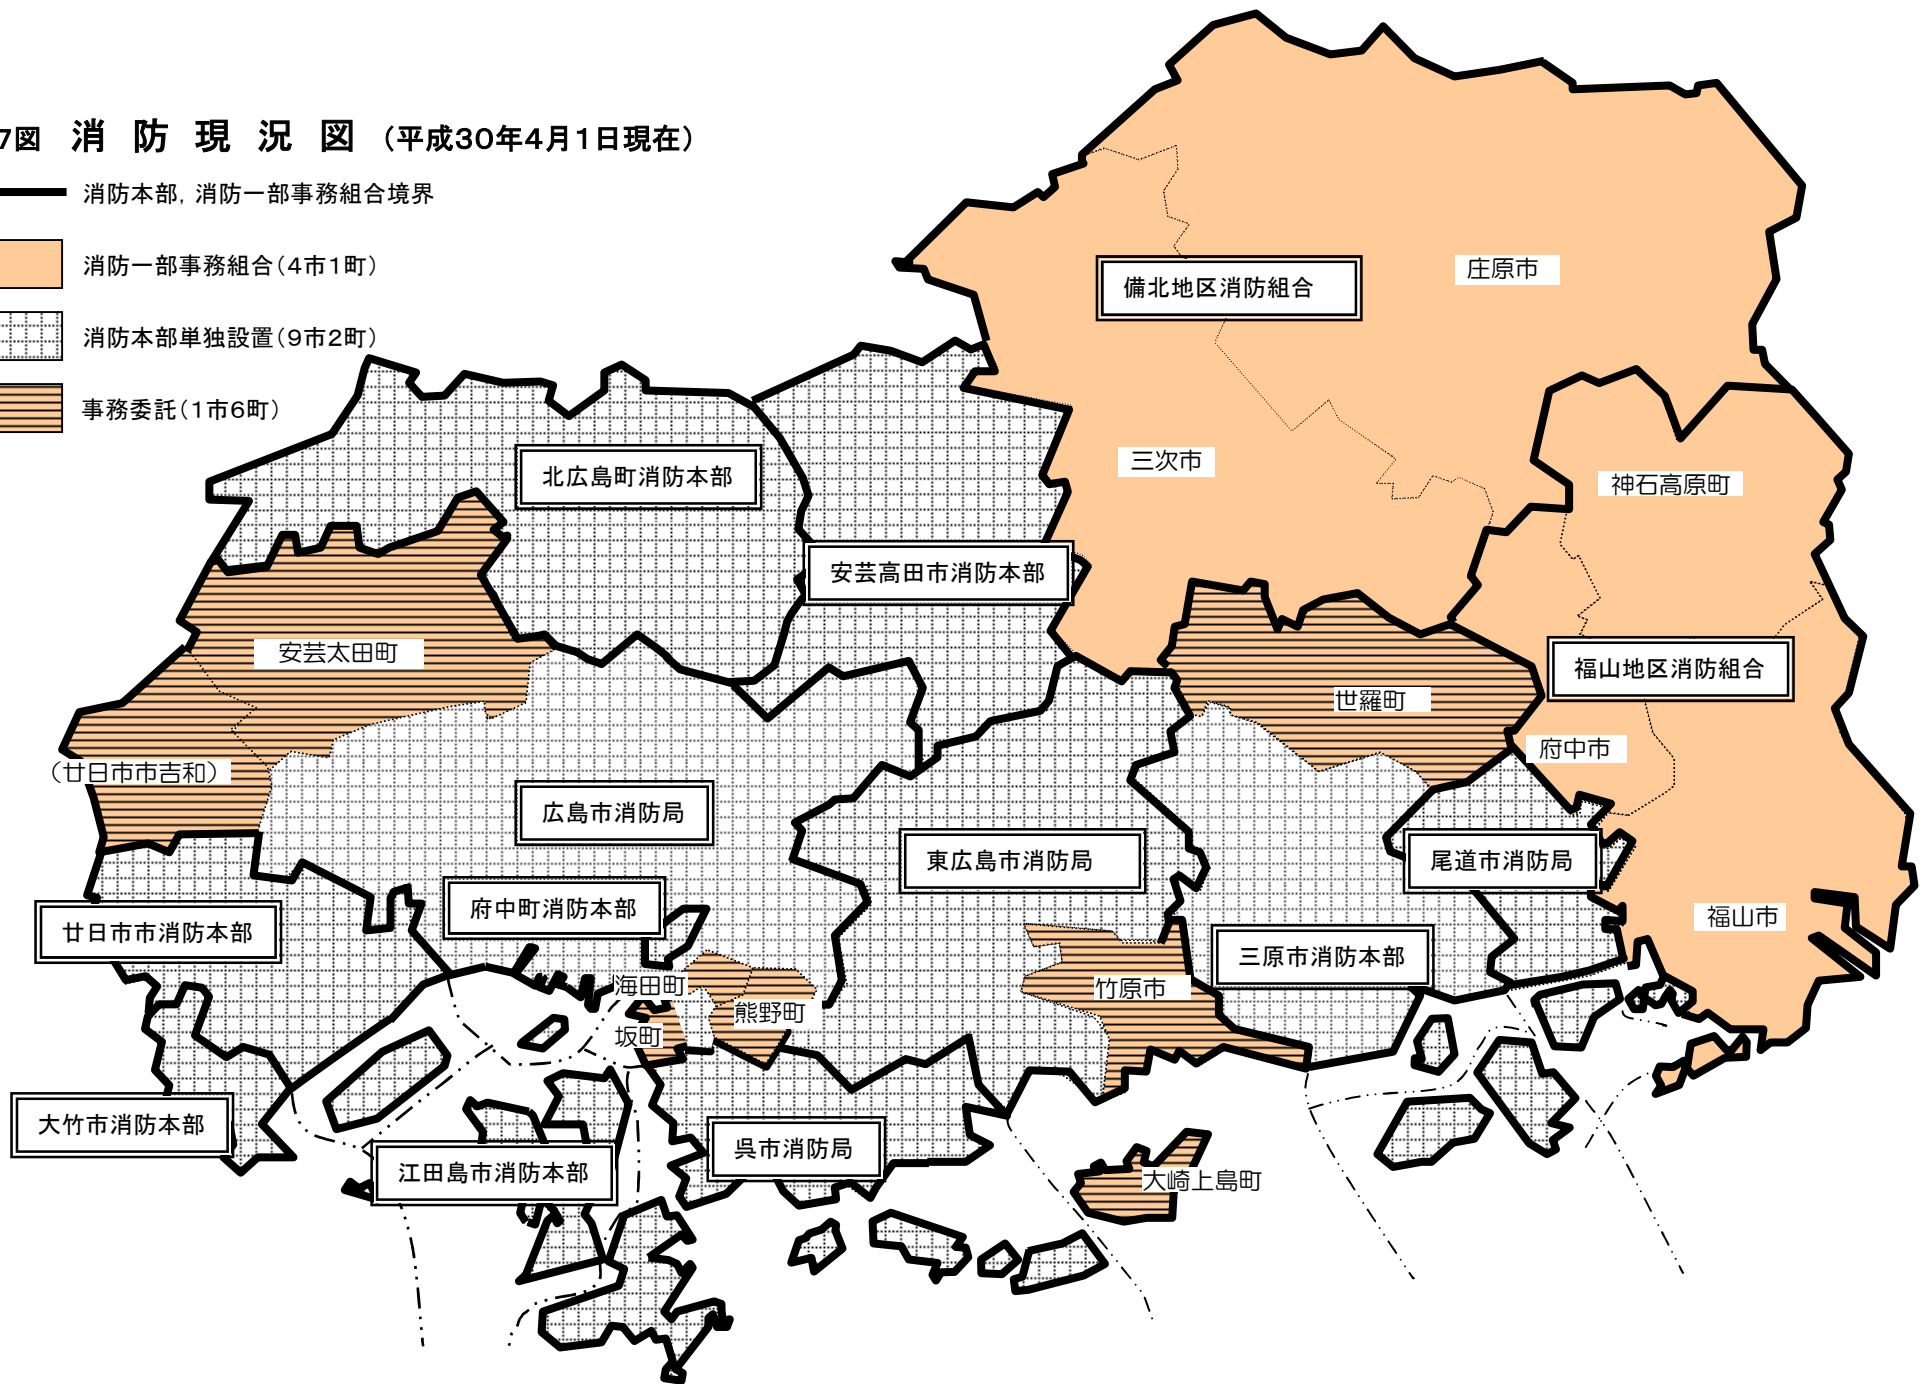 7図 消 防 現 況 図 （平成30年4月1日現在）
消防本部，消防一部事務組合境界
消防一部事務組合（4市1町）
消防本部単独設置（9市2町）
事務委託（1市6町）
備北地区消防組合
庄原市
三次市
北広島町消防本部
神石高原町
安芸高田市消防本部
安芸太田町
福山地区消防組合
世羅町
府中市
（廿日市市吉和）
広島市消防局
東広島市消防局
尾道市消防局
府中町消防本部
福山市
廿日市市消防本部
三原市消防本部
海田町
竹原市
熊野町
坂町
大竹市消防本部
呉市消防局
江田島市消防本部
大崎上島町